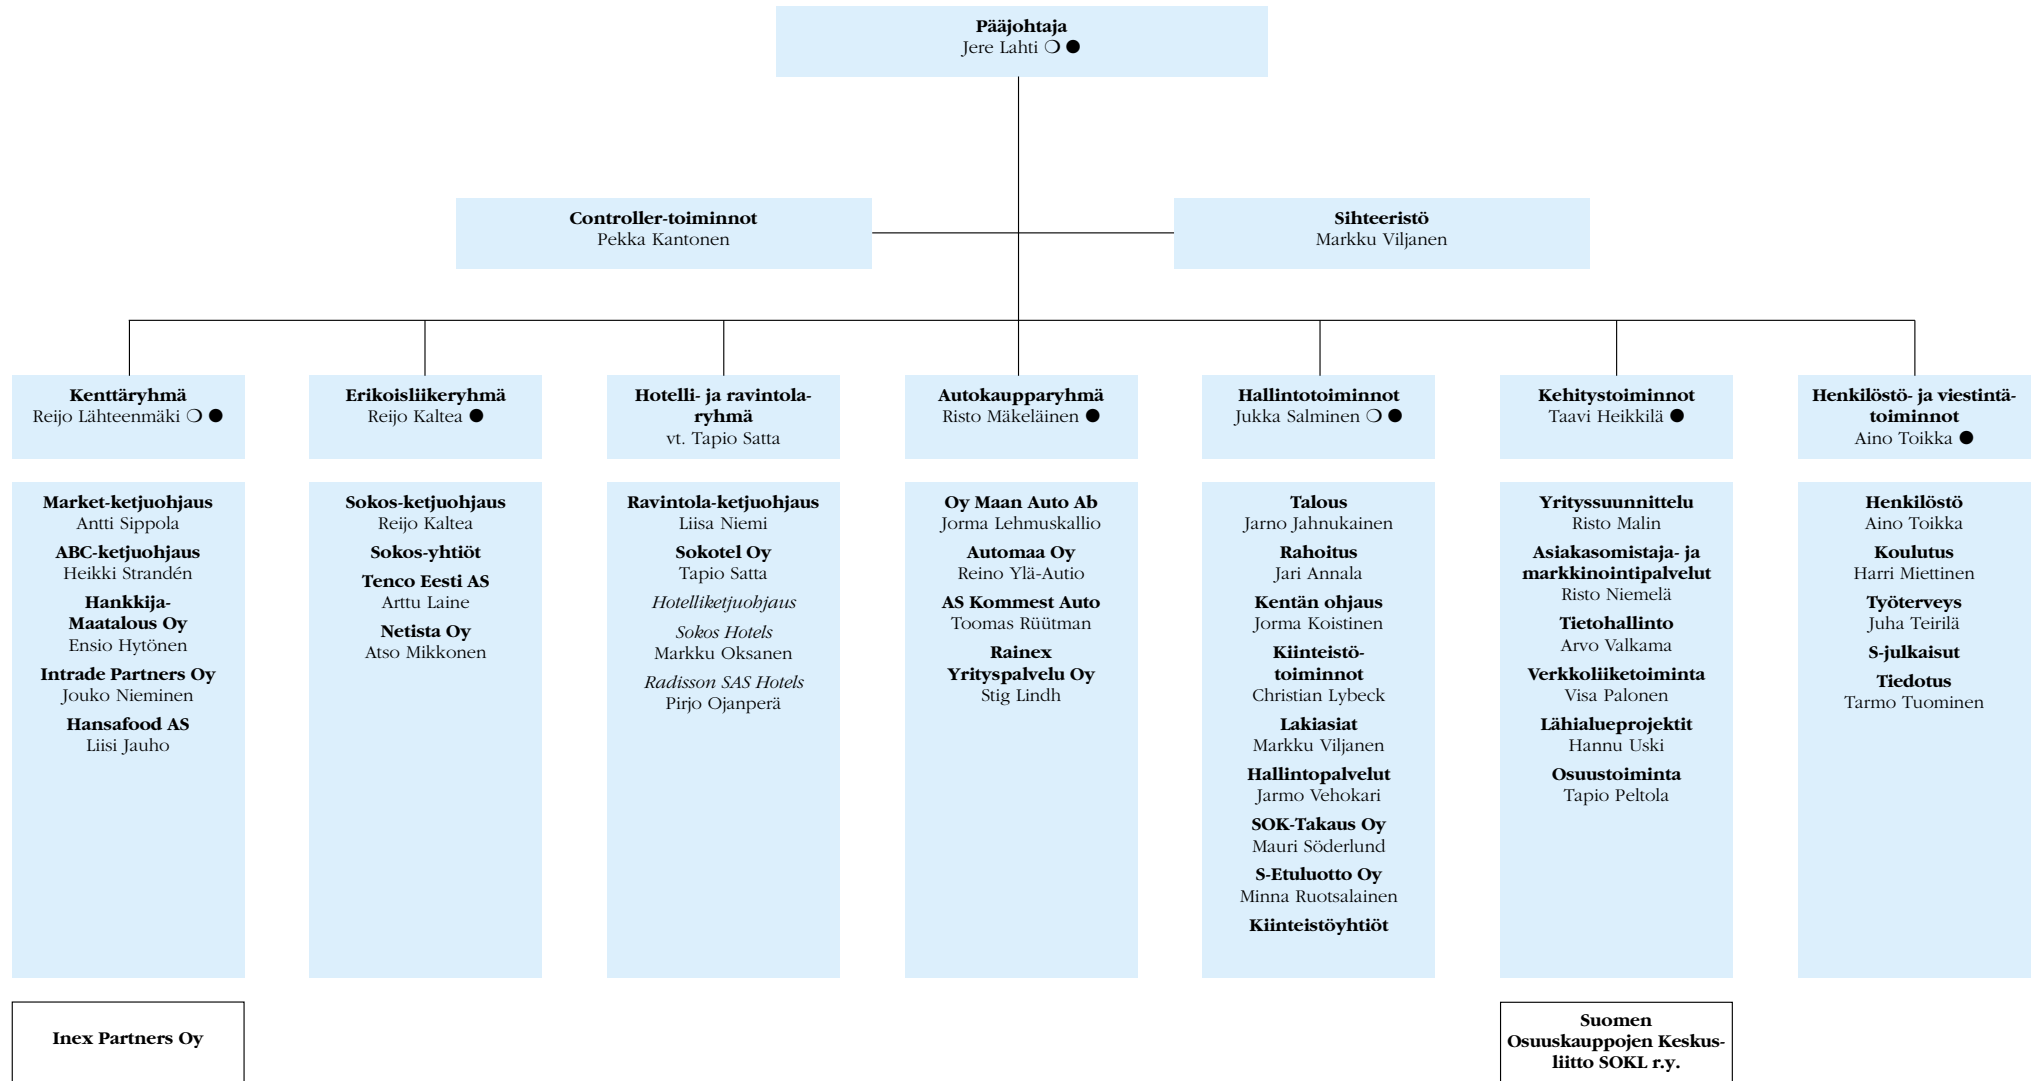 Pääjohtaja
Jere Lahti ❍ ●
Controller-toiminnot
Pekka Kantonen
Sihteeristö
Markku Viljanen
Kenttäryhmä
Reijo Lähteenmäki ❍ ●
Erikoisliikeryhmä
Reijo Kaltea ●
Hotelli- ja ravintola-
ryhmä
vt. Tapio Satta
Autokaupparyhmä
Risto Mäkeläinen ●
Hallintotoiminnot
Jukka Salminen ❍ ●
Kehitystoiminnot
Taavi Heikkilä ●
Henkilöstö- ja viestintä-
toiminnot
Aino Toikka ●
Market-ketjuohjaus
Antti Sippola
ABC-ketjuohjaus
Heikki Strandén
Hankkija-
Maatalous Oy
Ensio Hytönen
Intrade Partners Oy
Jouko Nieminen
Hansafood AS
Liisi Jauho
Sokos-ketjuohjaus
Reijo Kaltea
Sokos-yhtiöt
Tenco Eesti AS
Arttu Laine
Netista Oy
Atso Mikkonen
Ravintola-ketjuohjaus
Liisa Niemi
Sokotel Oy
Tapio Satta
Hotelliketjuohjaus
Sokos Hotels
Markku Oksanen
Radisson SAS Hotels
Pirjo Ojanperä
Oy Maan Auto Ab
Jorma Lehmuskallio
Automaa Oy
Reino Ylä-Autio
AS Kommest Auto
Toomas Rüütman
Rainex
Yrityspalvelu Oy
Stig Lindh
Talous
Jarno Jahnukainen
Rahoitus
Jari Annala
Kentän ohjaus
Jorma Koistinen
Kiinteistö-
toiminnot
Christian Lybeck
Lakiasiat
Markku Viljanen
Hallintopalvelut
Jarmo Vehokari
SOK-Takaus Oy
Mauri Söderlund
S-Etuluotto Oy
Minna Ruotsalainen
Kiinteistöyhtiöt
Yrityssuunnittelu
Risto Malin
Asiakasomistaja- ja
markkinointipalvelut
Risto Niemelä
Tietohallinto
Arvo Valkama
Verkkoliiketoiminta
Visa Palonen
Lähialueprojektit
Hannu Uski
Osuustoiminta
Tapio Peltola
Henkilöstö
Aino Toikka
Koulutus
Harri Miettinen
Työterveys
Juha Teirilä
S-julkaisut
Tiedotus
Tarmo Tuominen
Inex Partners Oy
Suomen
Osuuskauppojen Keskus-
liitto SOKL r.y.